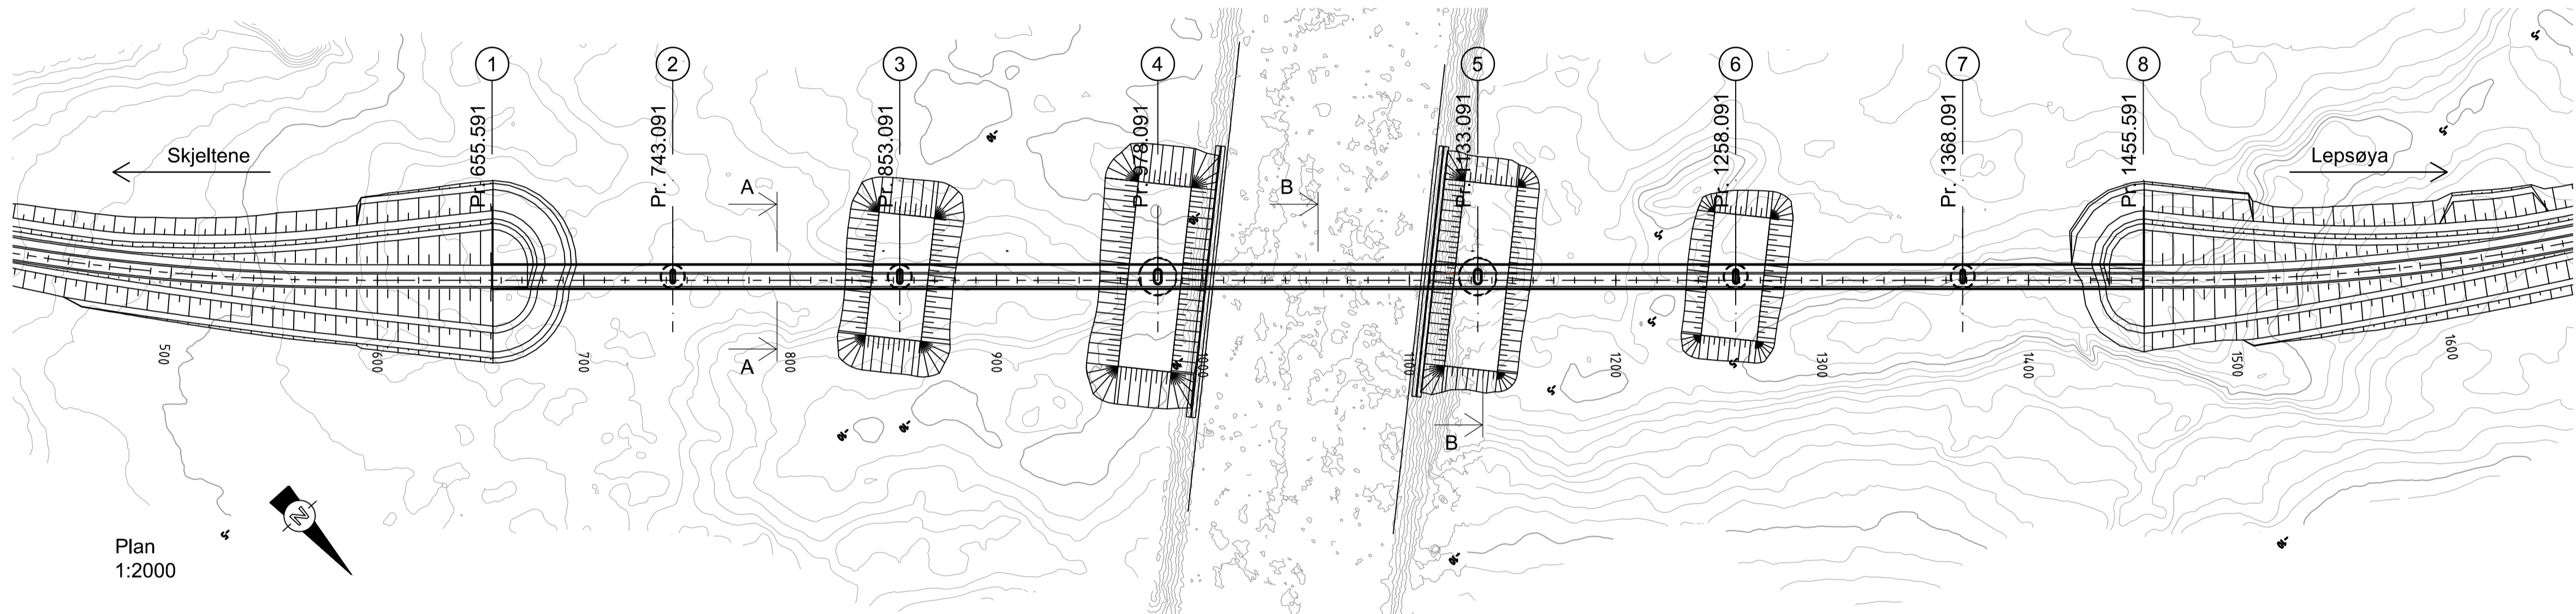 1
2
3
4
5
6
7
8
Pr. 655.591
Pr. 743.091
Pr. 853.091
Pr. 978.091
Pr. 1133.091
Pr. 1258.091
Pr. 1368.091
Pr. 1455.591
Skjeltene
Lepsøya
A
B
A
B
500
600
700
800
900
1000
1100
1200
1300
1400
1500
1600
N
Plan
1:2000